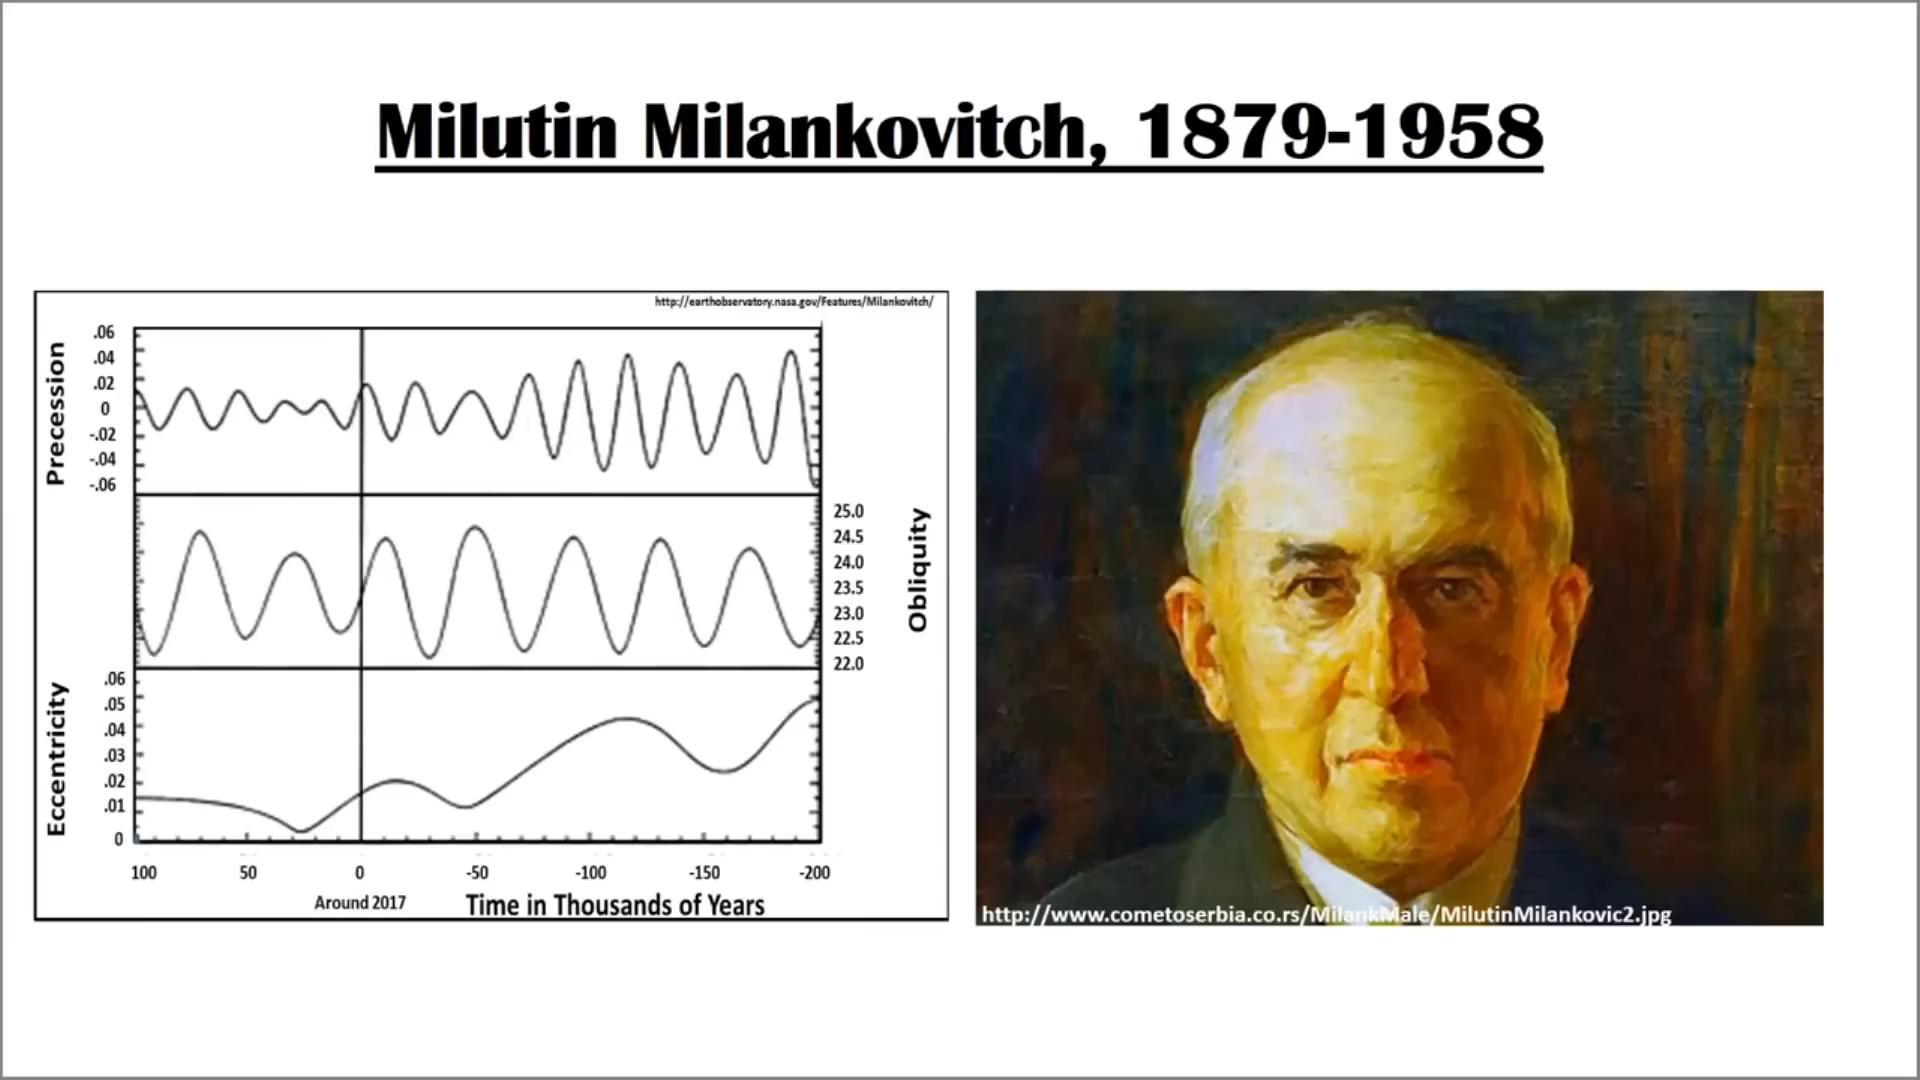 Milutin Milankovitch, 1879-1958
http://earthobservatory.nasa.gov/Features/Milankovitch/
Precession
.06
.04
.02
0
-.02
-.04
-.06
25.0
24.5
24.0
23.5
23.0
22.5
22.0
Obliquity
Eccentricity
.06
.05
.04
.03
.02
.01
0
100 50 0 -50 -100 -150 -200
Around 2017 Time in Thousands of Years
http://www.cometoserbia.co.rs/MilankMale/MilutinMilankovic2.jpg